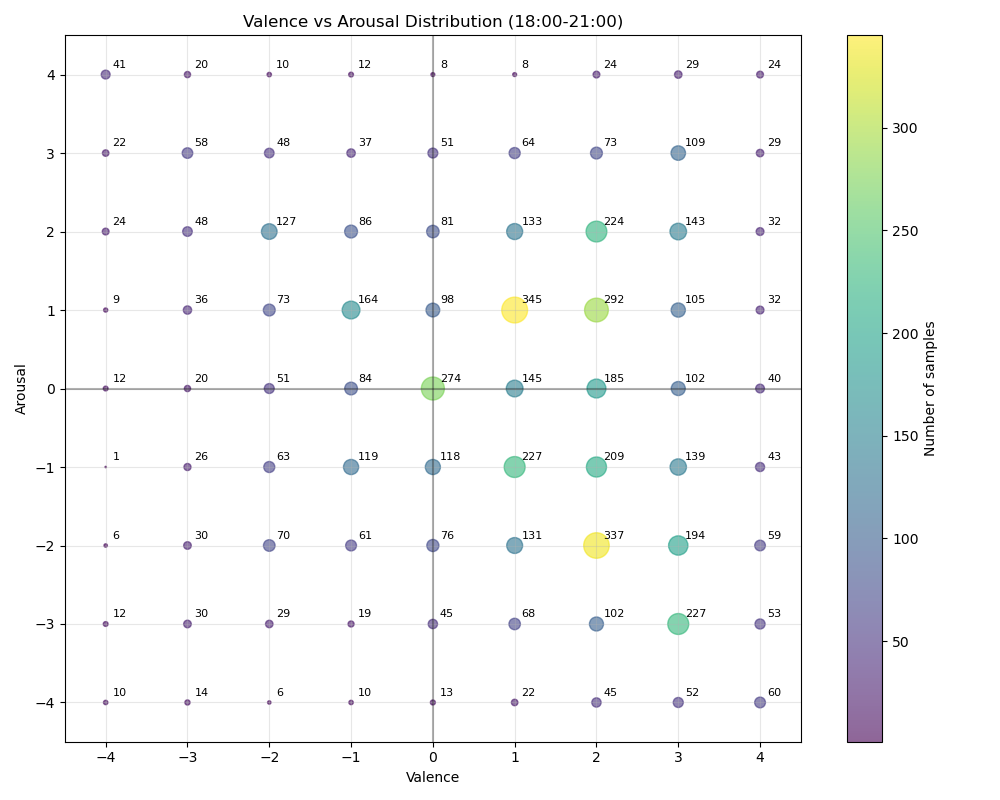 Valence vs Arousal Distribution (18:00-21:00)
4 41 20 10 12 8 8 24 29 24
3 22 58 48 37 51 64 73 109 29
2 24 48 127 86 81 133 224 143 32
1 9 36 73 164 98 345 292 105 32
0 12 20 51 84 274 145 185 102 40
−1 1 26 63 119 118 227 209 139 43
−2 6 30 70 61 76 131 337 194 59
−3 12 30 29 19 45 68 102 227 53
−4 10 14 6 10 13 22 45 52 60
−4 −3 −2 −1 0 1 2 3 4
Valence
Arousal
300
250
200
150
100
50
Number of samples